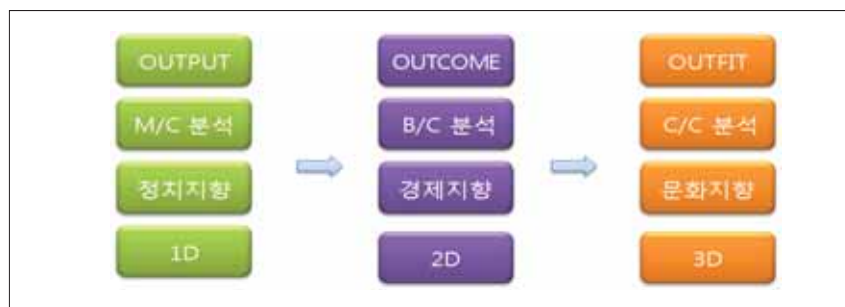 OUTPUT
M/C 분석
정치지향
1D
OUTCOME
B/C 분석
경제지향
2D
OUTFIT
C/C 분석
문화지향
3D